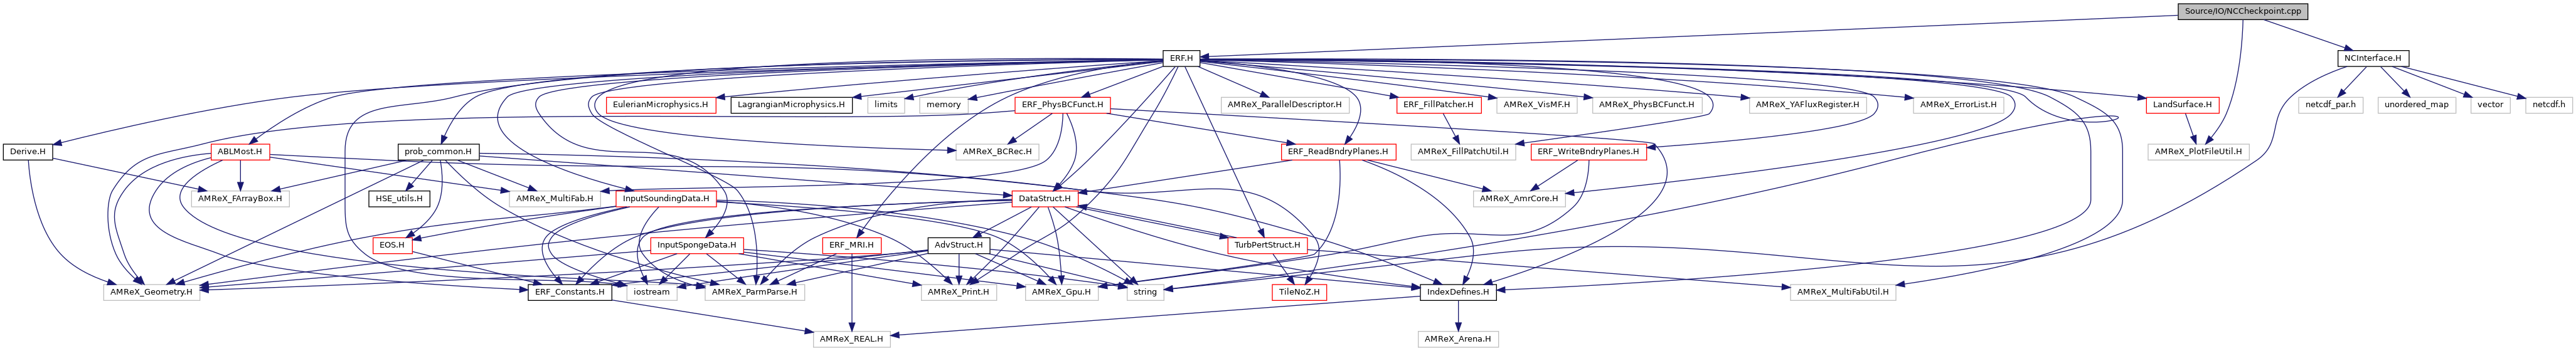 Source/IO/NCCheckpoint.cpp
ERF.H
NCInterface.H
EulerianMicrophysics.H
LagrangianMicrophysics.H
limits
memory
ERF_PhysBCFunct.H
AMReX_ParallelDescriptor.H
ERF_FillPatcher.H
AMReX_VisMF.H
AMReX_PhysBCFunct.H
AMReX_YAFluxRegister.H
AMReX_ErrorList.H
LandSurface.H
netcdf_par.h
unordered_map
vector
netcdf.h
Derive.H
ABLMost.H
prob_common.H
AMReX_BCRec.H
ERF_ReadBndryPlanes.H
AMReX_FillPatchUtil.H
ERF_WriteBndryPlanes.H
AMReX_PlotFileUtil.H
AMReX_FArrayBox.H
HSE_utils.H
AMReX_MultiFab.H
InputSoundingData.H
DataStruct.H
AMReX_AmrCore.H
EOS.H
InputSpongeData.H
ERF_MRI.H
AdvStruct.H
TurbPertStruct.H
AMReX_Geometry.H
ERF_Constants.H
iostream
AMReX_ParmParse.H
AMReX_Print.H
AMReX_Gpu.H
string
TileNoZ.H
IndexDefines.H
AMReX_MultiFabUtil.H
AMReX_REAL.H
AMReX_Arena.H